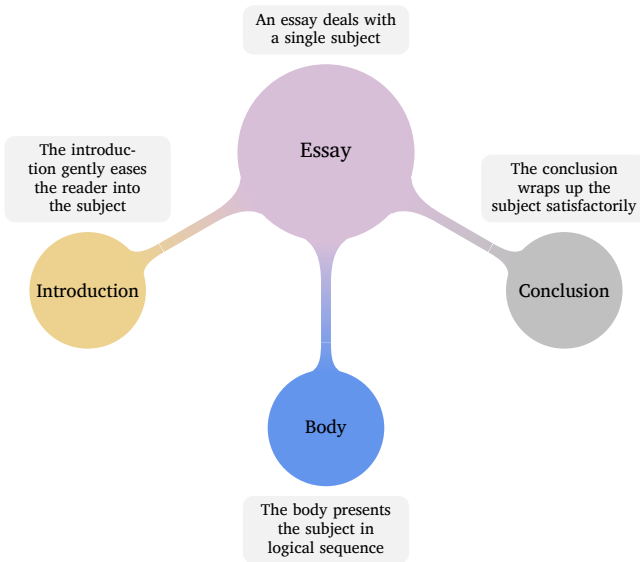 An essay deals with
a single subject
Essay
The introduc-
tion gently eases
the reader into
the subject
The conclusion
wraps up the
subject satisfactorily
Introduction
Conclusion
Body
The body presents
the subject in
logical sequence